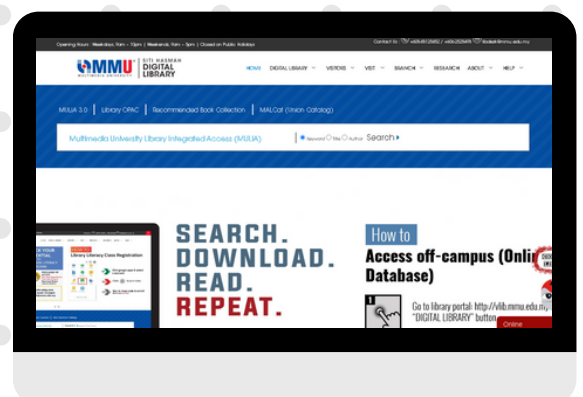 Opening Hours : Weekdays, 9am - 10pm | Weekends, 9am - 5pm | Closed on Public Holidays
Contact Us :
MMU
MULTIMEDIA UNIVERSITY
SITI HASMAH
DIGITAL
LIBRARY
HOME DIGITAL LIBRARY VISITORS VISIT BRANCH RESEARCH ABOUT HELP
MULIA 3.0 | Library OPAC | Recommended Book Collection | MALCat (Union Catalog)
Multimedia University Library Integrated Access (MULIA) Keyword Title Author Search
SEARCH.
DOWNLOAD.
READ.
REPEAT.
How to
Access off-campus (Onlin
Database)
1
Go to library portal: http://vlib.mmu.edu.my
"DIGITAL LIBRARY" button
Online
Library Literacy Class Registration